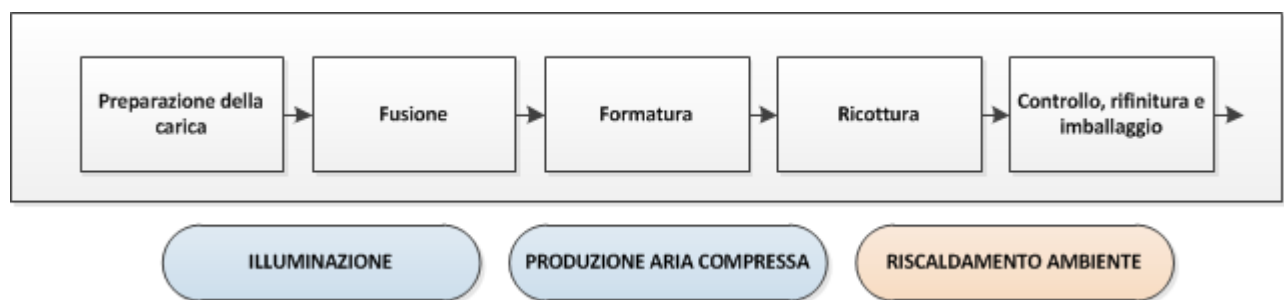 Preparazione della
carica
Fusione
Formatura
Ricottura
Controllo, rifinitura e
imballaggio
ILLUMINAZIONE
PRODUZIONE ARIA COMPRESSA
RISCALDAMENTO AMBIENTE